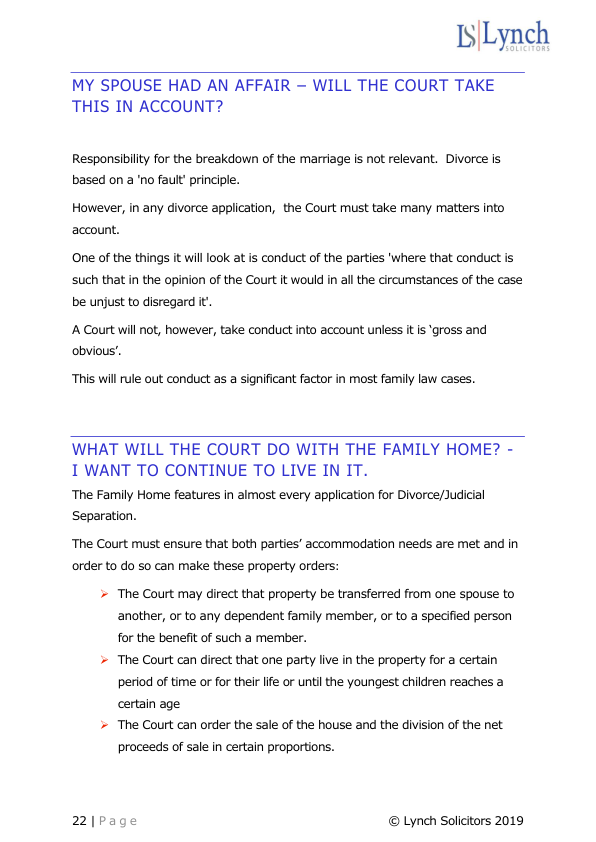 LS Lynch
SOLICITORS
MY SPOUSE HAD AN AFFAIR – WILL THE COURT TAKE
THIS IN ACCOUNT?
Responsibility for the breakdown of the marriage is not relevant.  Divorce is
based on a 'no fault' principle.
However, in any divorce application,  the Court must take many matters into
account.
One of the things it will look at is conduct of the parties 'where that conduct is
such that in the opinion of the Court it would in all the circumstances of the case
be unjust to disregard it'.
A Court will not, however, take conduct into account unless it is ‘gross and
obvious’.
This will rule out conduct as a significant factor in most family law cases.
WHAT WILL THE COURT DO WITH THE FAMILY HOME? -
I WANT TO CONTINUE TO LIVE IN IT.
The Family Home features in almost every application for Divorce/Judicial
Separation.
The Court must ensure that both parties’ accommodation needs are met and in
order to do so can make these property orders:
➢ The Court may direct that property be transferred from one spouse to
another, or to any dependent family member, or to a specified person
for the benefit of such a member.
➢ The Court can direct that one party live in the property for a certain
period of time or for their life or until the youngest children reaches a
certain age
➢ The Court can order the sale of the house and the division of the net
proceeds of sale in certain proportions.
22 | Page © Lynch Solicitors 2019